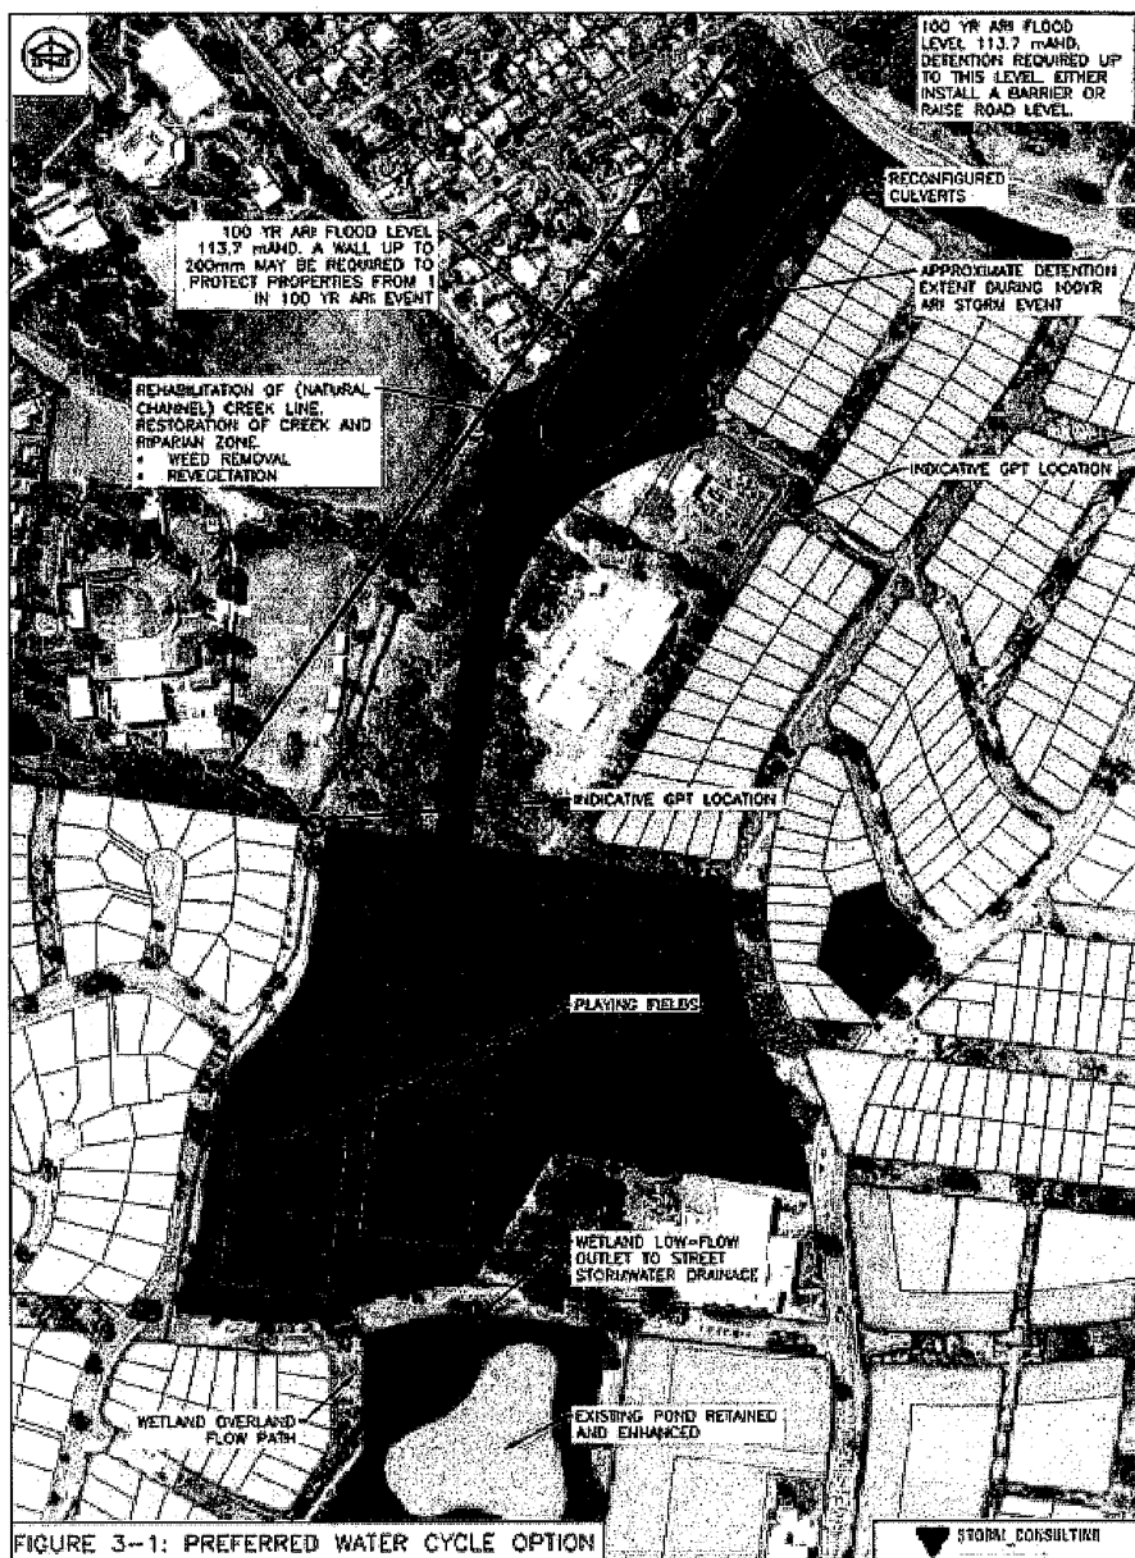 100 YR ARI FLOOD
LEVEL 113.7 mAHD.
DETENTION REQUIRED UP
TO THIS LEVEL. EITHER
INSTALL A BARRIER OR
RAISE ROAD LEVEL.
RECONFIGURED
CULVERTS
100 YR ARI FLOOD LEVEL
113.7 mAHD. A WALL UP TO
200mm MAY BE REQUIRED TO
PROTECT PROPERTIES FROM 1
IN 100 YR ARI EVENT
APPROXIMATE DETENTION
EXTENT DURING 100YR
ARI STORM EVENT
REHABILITATION OF (NATURAL
CHANNEL) CREEK LINE.
RESTORATION OF CREEK AND
RIPARIAN ZONE.
• WEED REMOVAL
• REVEGETATION
INDICATIVE GPT LOCATION
INDICATIVE GPT LOCATION
PLAYING FIELDS
WETLAND LOW-FLOW
OUTLET TO STREET
STORMWATER DRAINAGE
WETLAND OVERLAND
FLOW PATH
EXISTING POND RETAINED
AND ENHANCED
FIGURE 3-1: PREFERRED WATER CYCLE OPTION
STORM CONSULTING